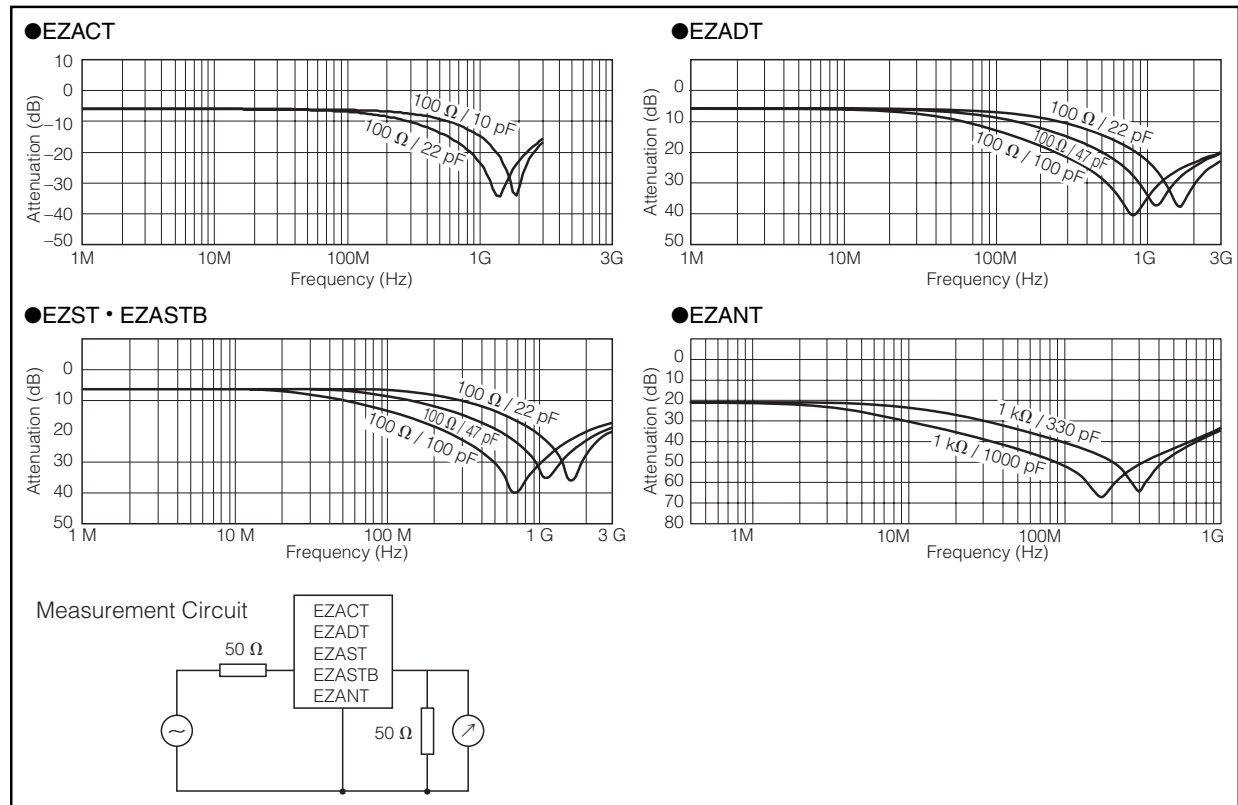 ●EZACT
10
0
–10
–20
–30
–40
–50
Attenuation (dB)
100 Ω / 10 pF
100 Ω / 22 pF
1M 10M 100M 1G 3G
Frequency (Hz)
●EZADT
0
10
20
30
40
50
Attenuation (dB)
100 Ω / 22 pF
100 Ω / 47 pF
100 Ω / 100 pF
1M 10M 100M 1G 3G
Frequency (Hz)
●EZST・EZASTB
0
10
20
30
40
50
Attenuation (dB)
100 Ω / 22 pF
100 Ω / 47 pF
100 Ω / 100 pF
1 M 10 M 100 M 1 G 3 G
Frequency (Hz)
●EZANT
0
10
20
30
40
50
60
70
80
Attenuation (dB)
1 kΩ / 330 pF
1 kΩ / 1000 pF
1M 10M 100M 1G
Frequency (Hz)
Measurement Circuit
50 Ω
EZACT
EZADT
EZAST
EZASTB
EZANT
50 Ω